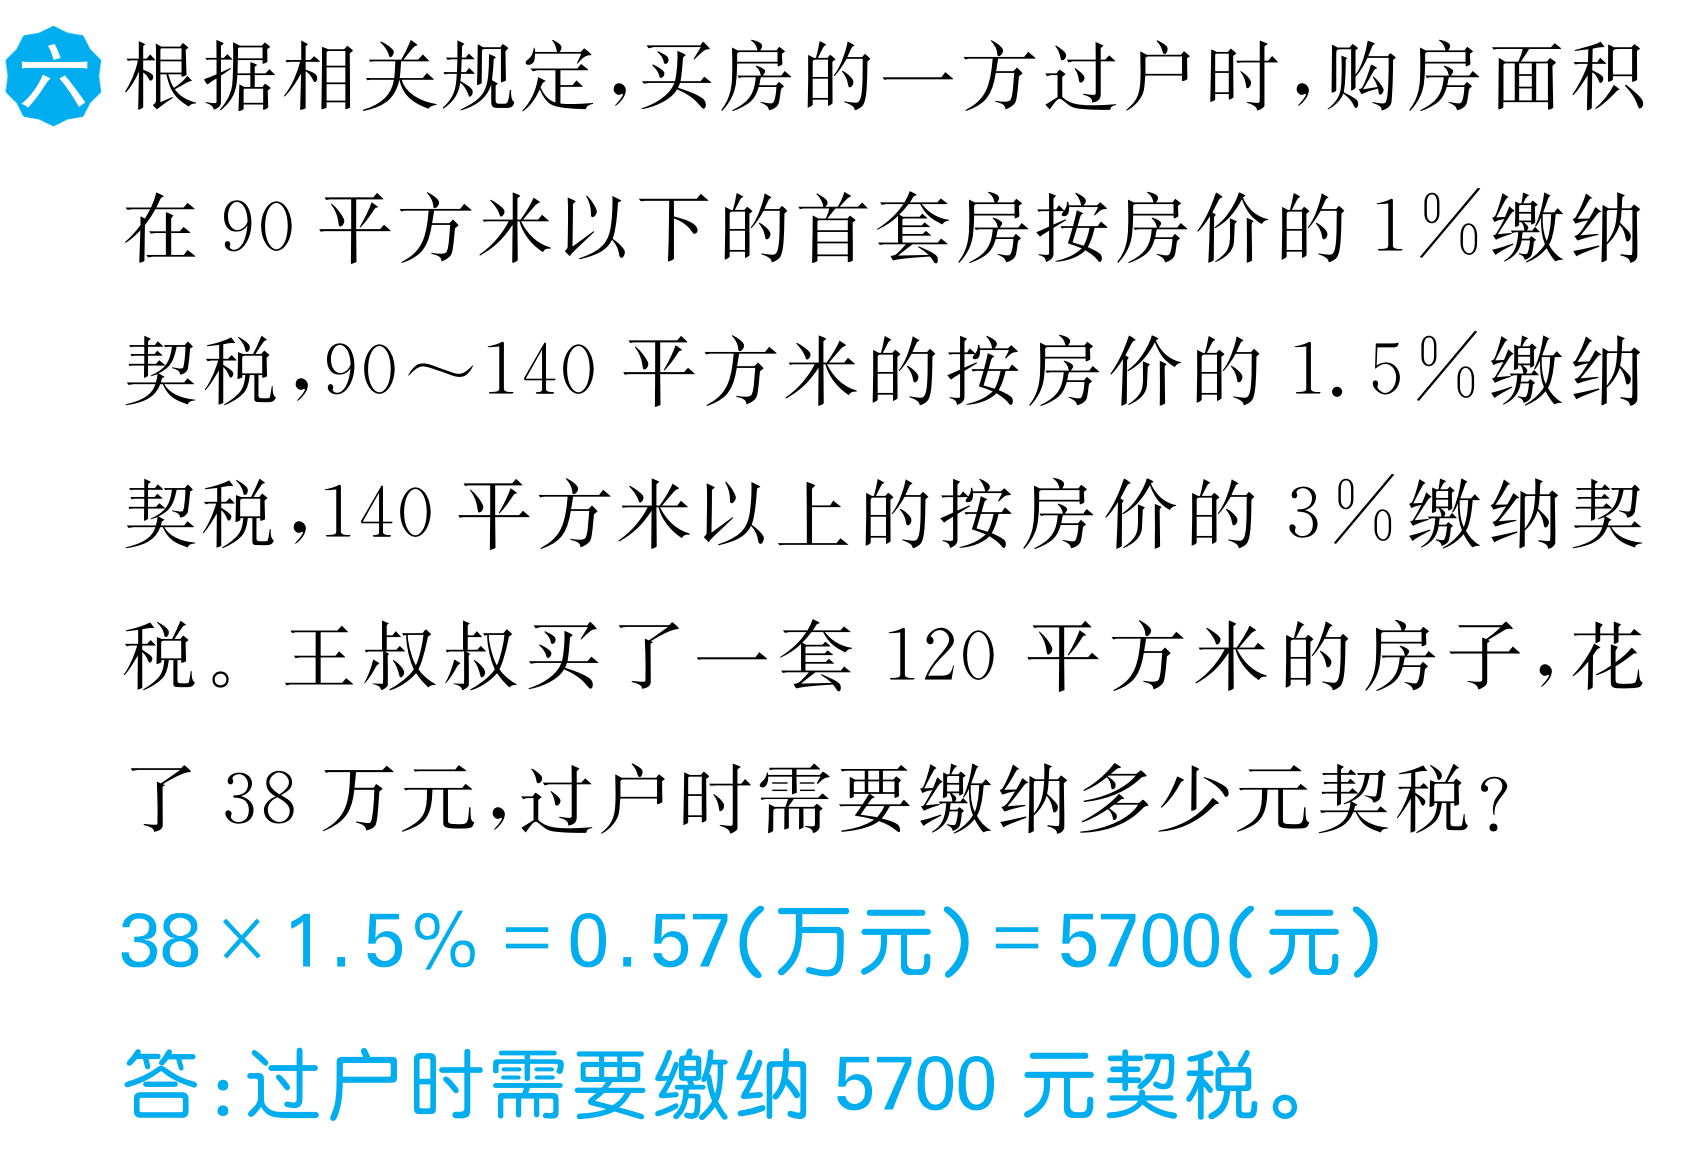 六 根据相关规定,买房的一方过户时,购房面积
在 90 平方米以下的首套房按房价的 1%缴纳
契税,90～140 平方米的按房价的 1.5%缴纳
契税,140 平方米以上的按房价的 3%缴纳契
税。王叔叔买了一套 120 平方米的房子,花
了 38 万元,过户时需要缴纳多少元契税?
38×1.5%=0.57(万元)=5700(元)
答:过户时需要缴纳 5700 元契税。